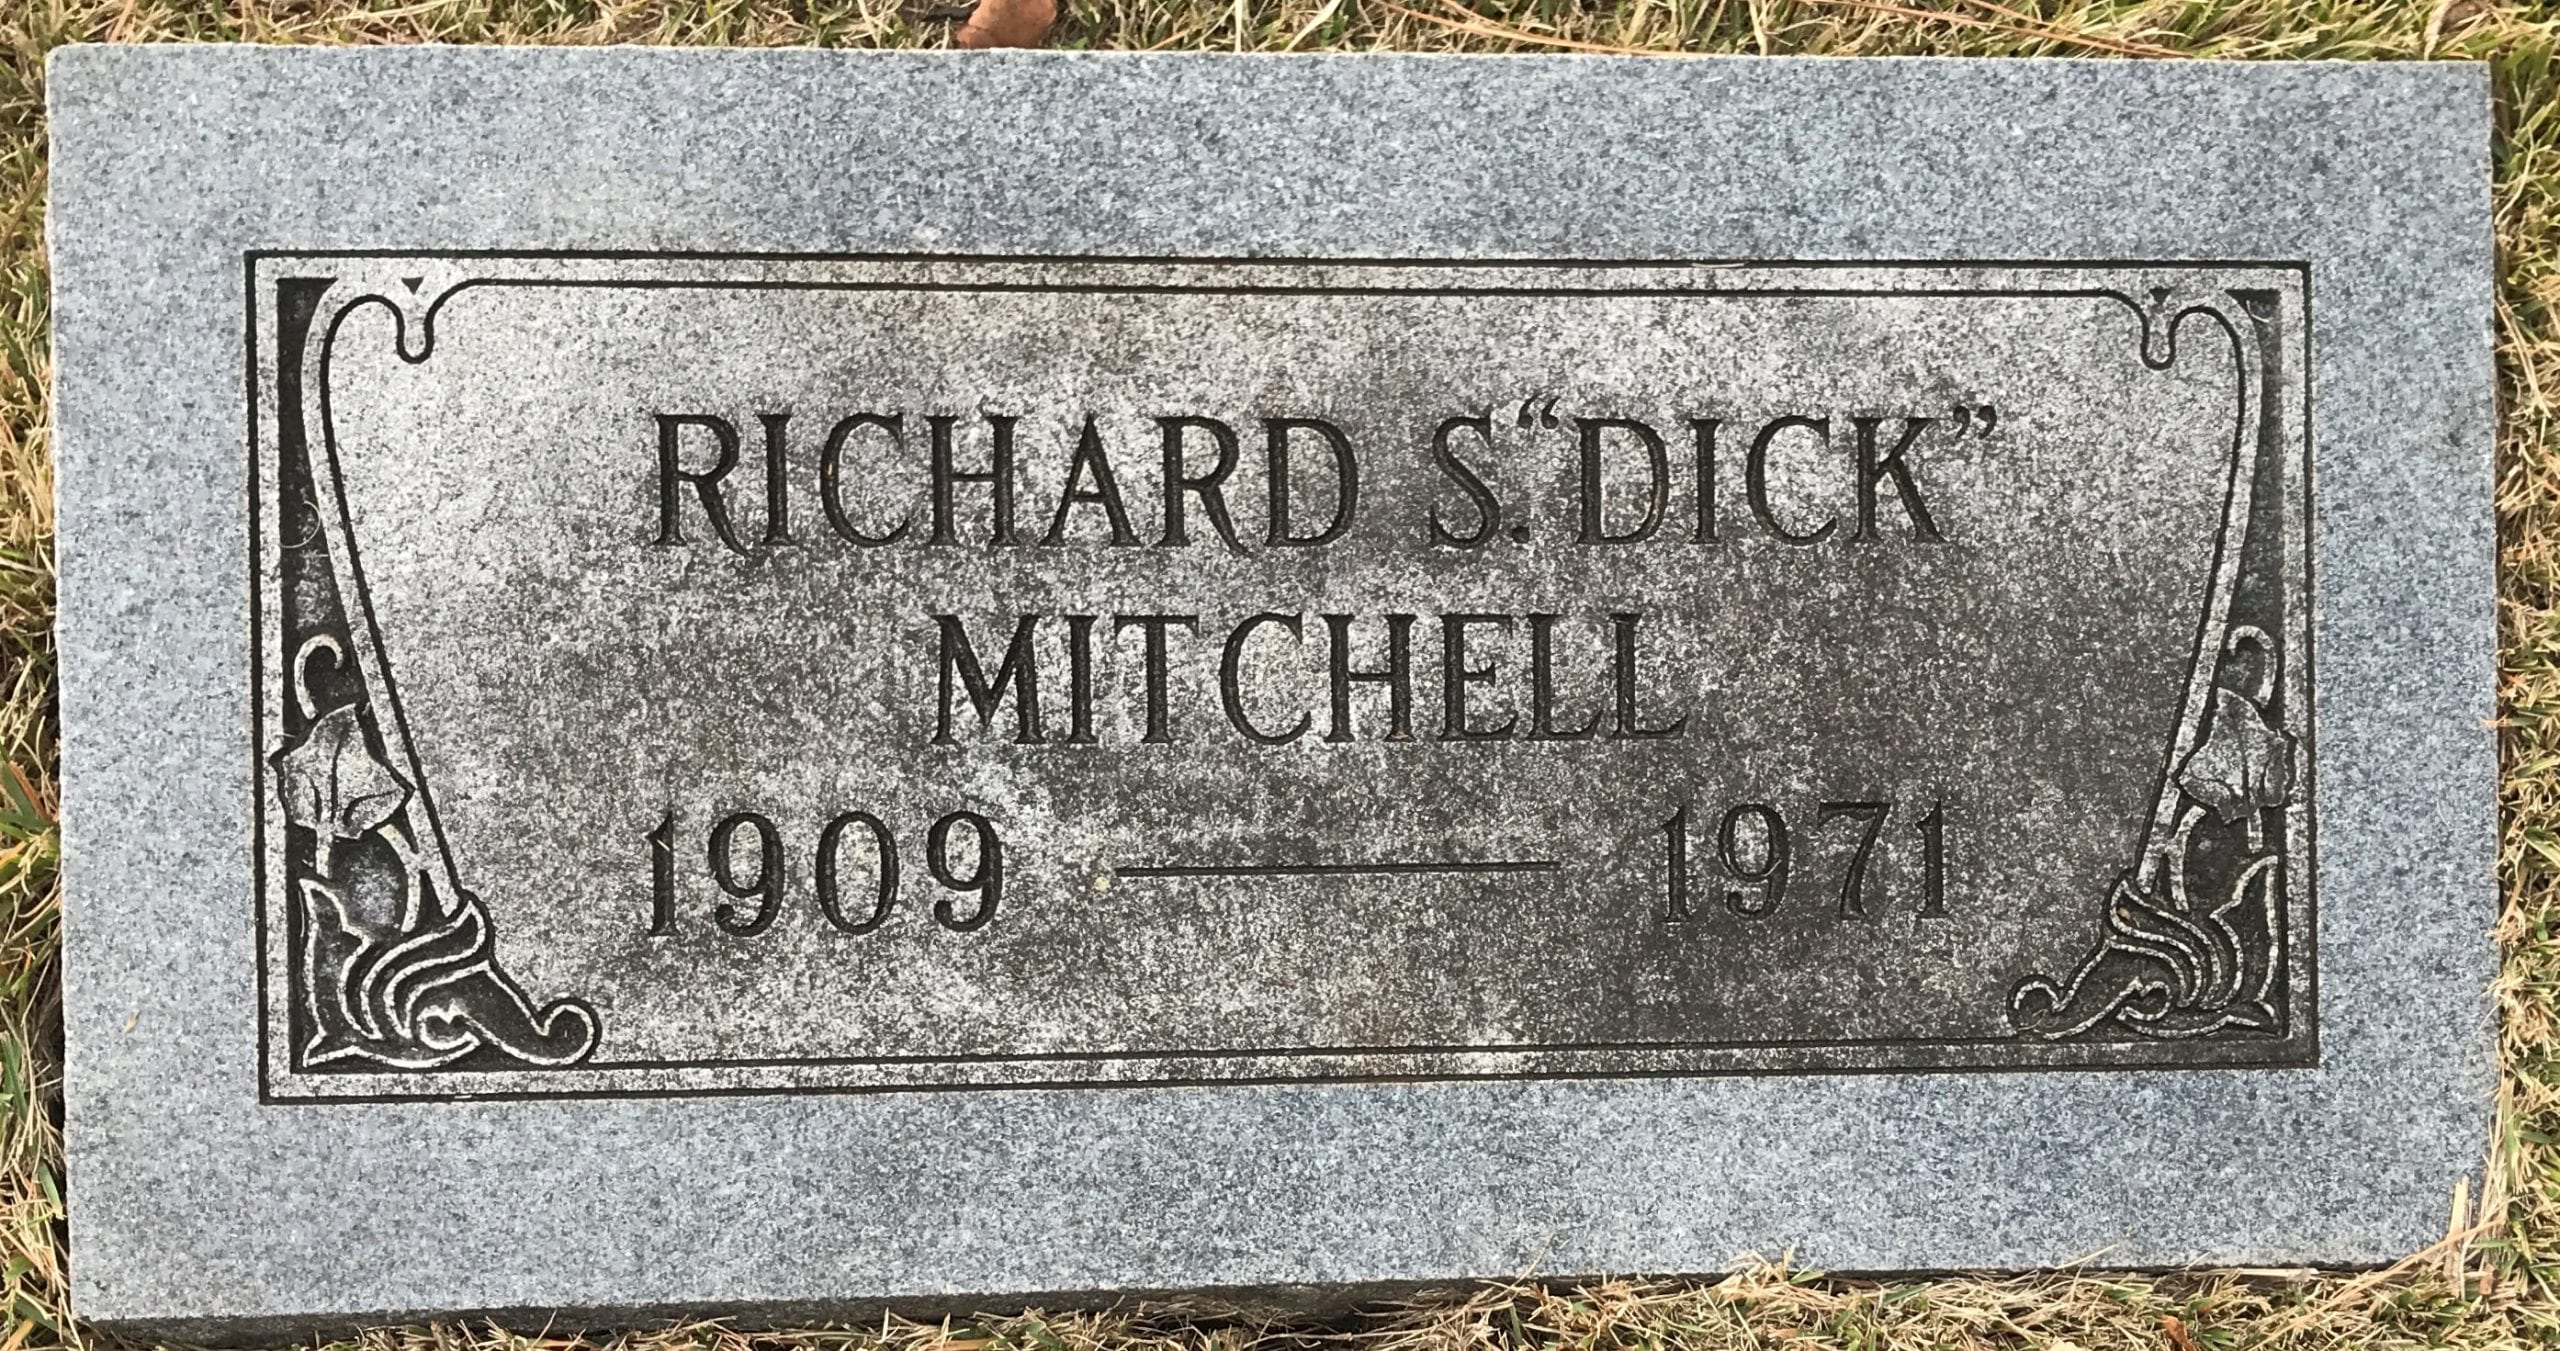 RICHARD S. “DICK”
MITCHELL
1909 — 1971